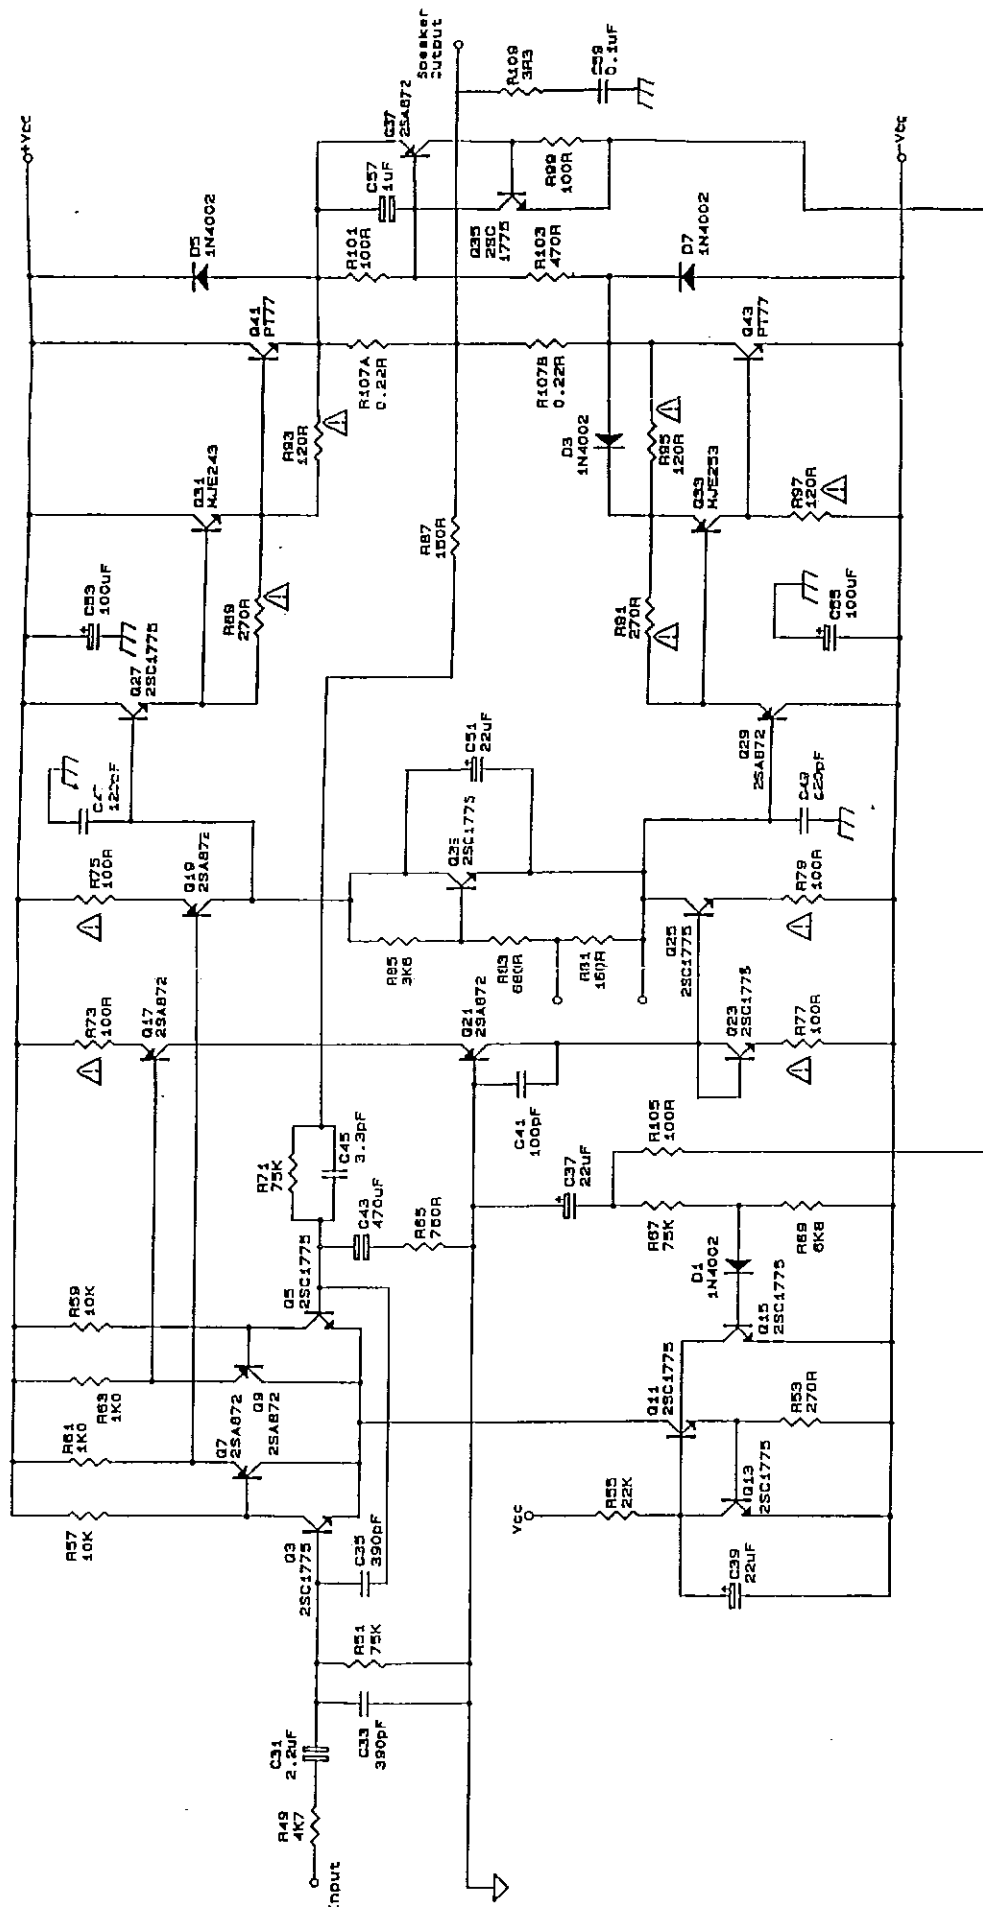 +Vcc
Speaker
Output
D5
1N4002
Q41
PT77
Q37
2SA872
C57
1uF
R101
100R
R109
3R3
C59
0.1uF
Q35
2SC
1775
R99
100R
R103
470R
D7
1N4002
-Vcc
R107A
0.22R
R107B
0.22R
Q43
PT77
R93
120R
D3
1N4002
R95
120R
Q31
MJE243
Q33
MJE253
R97
120R
R87
150R
C53
100uF
R89
270R
R91
270R
C55
100uF
Q27
2SC1775
Q29
2SA872
C51
22uF
C49
R75
100R
Q19
2SA872
2SC1775
R85
R83
680R
R81
150R
Q25
2SC1775
R79
100R
R73
100R
Q17
2SA872
Q21
2SA872
Q23
2SC1775
R77
100R
C41
100pF
R105
100R
R71
75K
C45
3.3pF
C43
470uF
R65
750R
C37
22uF
R67
75K
R69
6K8
D1
1N4002
Q15
2SC1775
R59
10K
Q5
2SC1775
R63
1K0
Q9
2SA872
R61
1K0
Q7
2SA872
Q11
2SC1775
R53
270R
Q13
2SC1775
R57
10K
Q3
2SC1775
C35
390pF
Vcc
R55
22K
C39
22uF
R51
75K
C33
390pF
C31
2.2uF
R49
4K7
Input